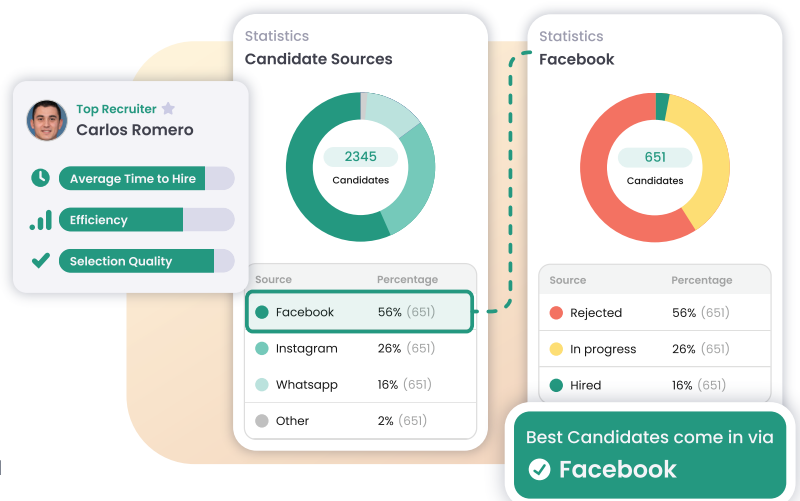 Top Recruiter
Carlos Romero
Average Time to Hire
Efficiency
Selection Quality
Statistics
Candidate Sources
2345
Candidates
Source Percentage
Facebook 56% (651)
Instagram 26% (651)
Whatsapp 16% (651)
Other 2% (651)
Statistics
Facebook
651
Candidates
Source Percentage
Rejected 56% (651)
In progress 26% (651)
Hired 16% (651)
Best Candidates come in via
Facebook